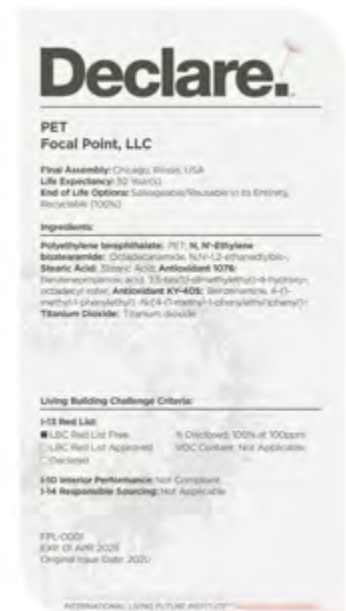 Declare.
PET
Focal Point, LLC
Final Assembly: Chicago, Illinois, USA
Life Expectancy: 30 Year(s)
End of Life Options: Salvageable/Reusable in its Entirety,
Recyclable (100%)
Ingredients:
Polyethylene terephthalate: PET; N, N'-Ethylene
bisstearamide: Octadecanamide, N,N'-1,2-ethanediylbis-;
Stearic Acid: Stearic Acid; Antioxidant 1076:
Benzenepropanoic acid, 3,5-bis(1,1-dimethylethyl)-4-hydroxy-,
octadecyl ester; Antioxidant KY-405: Benzenamine, 4-(1-
methyl-1-phenylethyl)-N-[4-(1-methyl-1-phenylethyl)phenyl]-;
Titanium Dioxide: Titanium dioxide
Living Building Challenge Criteria:
I-13 Red List:
LBC Red List Free % Disclosed: 100% at 100ppm
LBC Red List Approved VOC Content: Not Applicable
Declared
I-10 Interior Performance: Not Compliant
I-14 Responsible Sourcing: Not Applicable
FPL-0001
EXP. 01 APR 2025
Original Issue Date: 2020
INTERNATIONAL LIVING FUTURE INSTITUTE